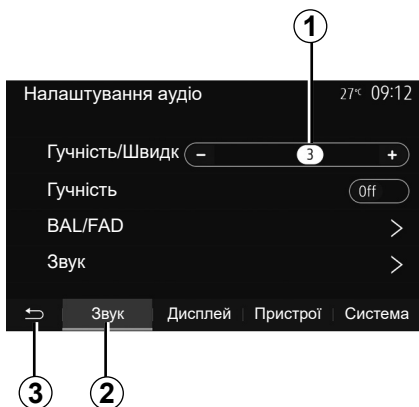 1
Налаштування аудіо 27°c 09:12
Гучність/Швидк − 3 +
Гучність Off
BAL/FAD >
Звук >
Звук Дисплей Пристрої Система
3 2